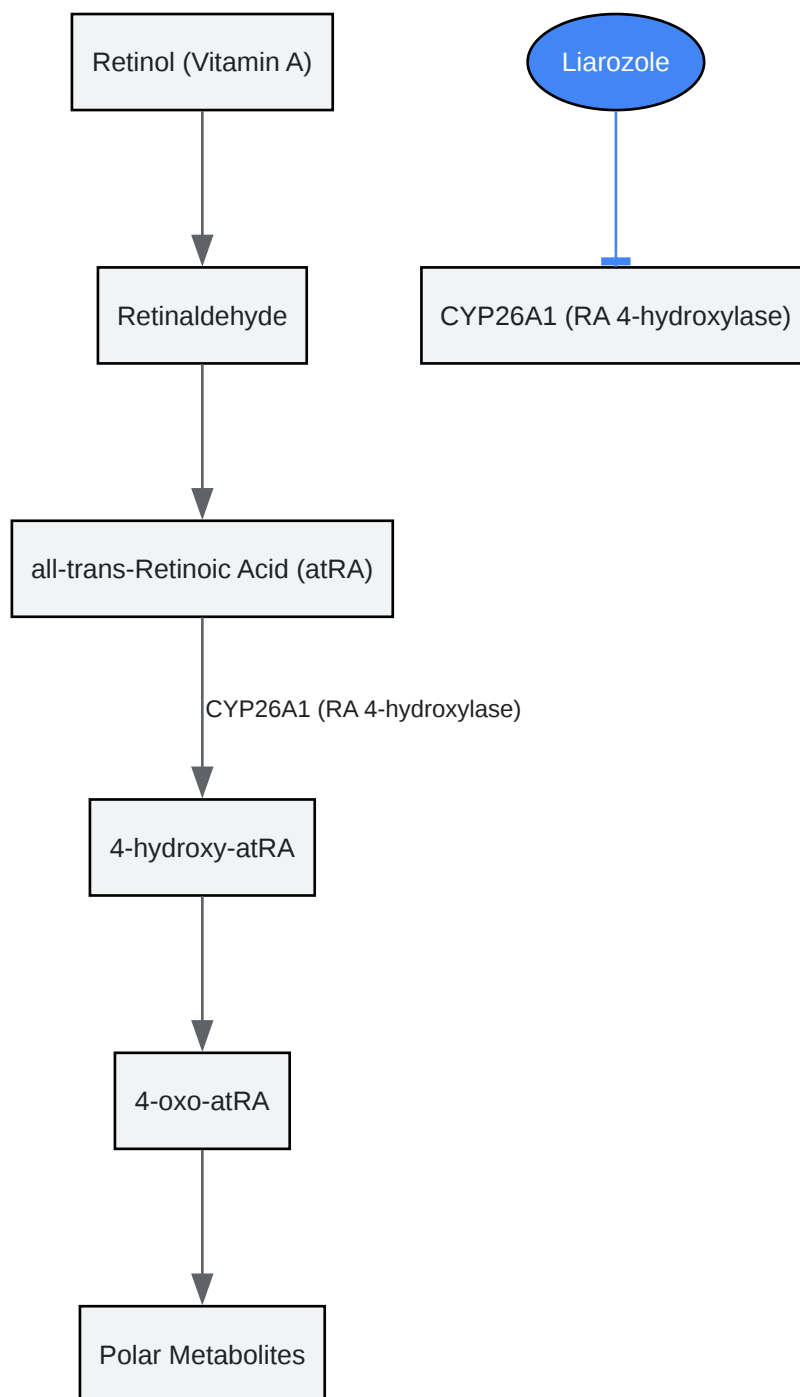 Retinol (Vitamin A)
Liarozole
Retinaldehyde
CYP26A1 (RA 4-hydroxylase)
all-trans-Retinoic Acid (atRA)
CYP26A1 (RA 4-hydroxylase)
4-hydroxy-atRA
4-oxo-atRA
Polar Metabolites